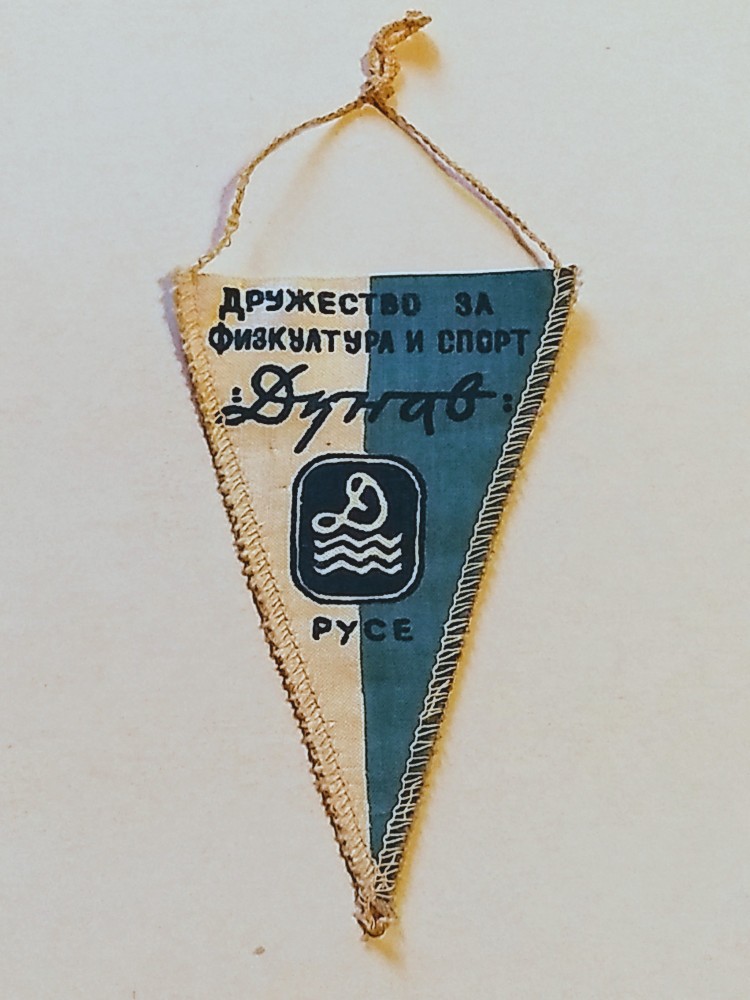 ДРУЖЕСТВО ЗА
ФИЗКУЛТУРА И СПОРТ
:Дунав:
Д
РУСЕ